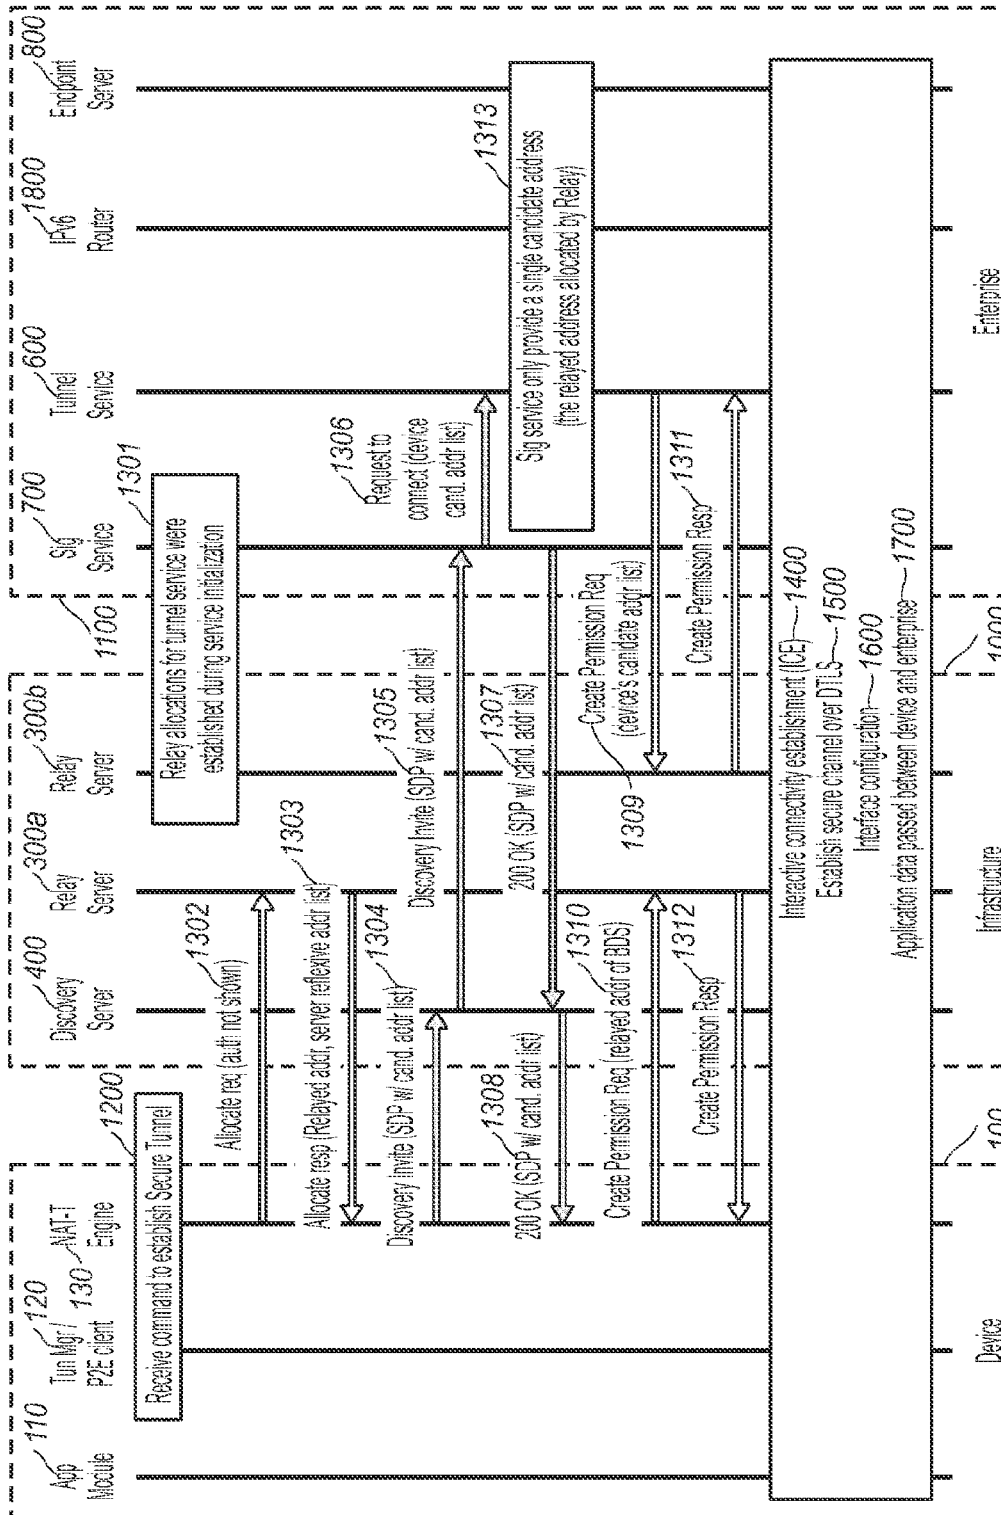 110
App
Module
120
Tun Mgr /
P2E client
130
NAT-T
Engine
400
Discovery
Server
300a
Relay
Server
300b
Relay
Server
700
Sig
Service
600
Tunnel
Service
1800
IPv6
Router
800
Endpoint
Server
1200
Receive command to establish Secure Tunnel
1100
1301
Relay allocations for tunnel service were
established during service initialization
1302
Allocate req (auth not shown)
1303
Allocate resp (Relayed addr, server reflexive addr list)
1304
Discovery Invite (SDP w/ cand. addr list)
1305
Discovery Invite (SDP w/ cand. addr list)
1306
Request to
connect (device
cand. addr list)
1313
Sig service only provide a single candidate address
(the relayed address allocated by Relay)
1307
200 OK (SDP w/ cand. addr list)
1308
200 OK (SDP w/ cand. addr list)
1309
Create Permission Req
(device's candidate addr list)
1310
Create Permission Req (relayed addr of BDS)
1311
Create Permission Resp
1312
Create Permission Resp
Interactive connectivity establishment (ICE) 1400
Establish secure channel over DTLS 1500
Interface configuration 1600
Application data passed between device and enterprise 1700
100
Device
1000
Infrastructure
Enterprise